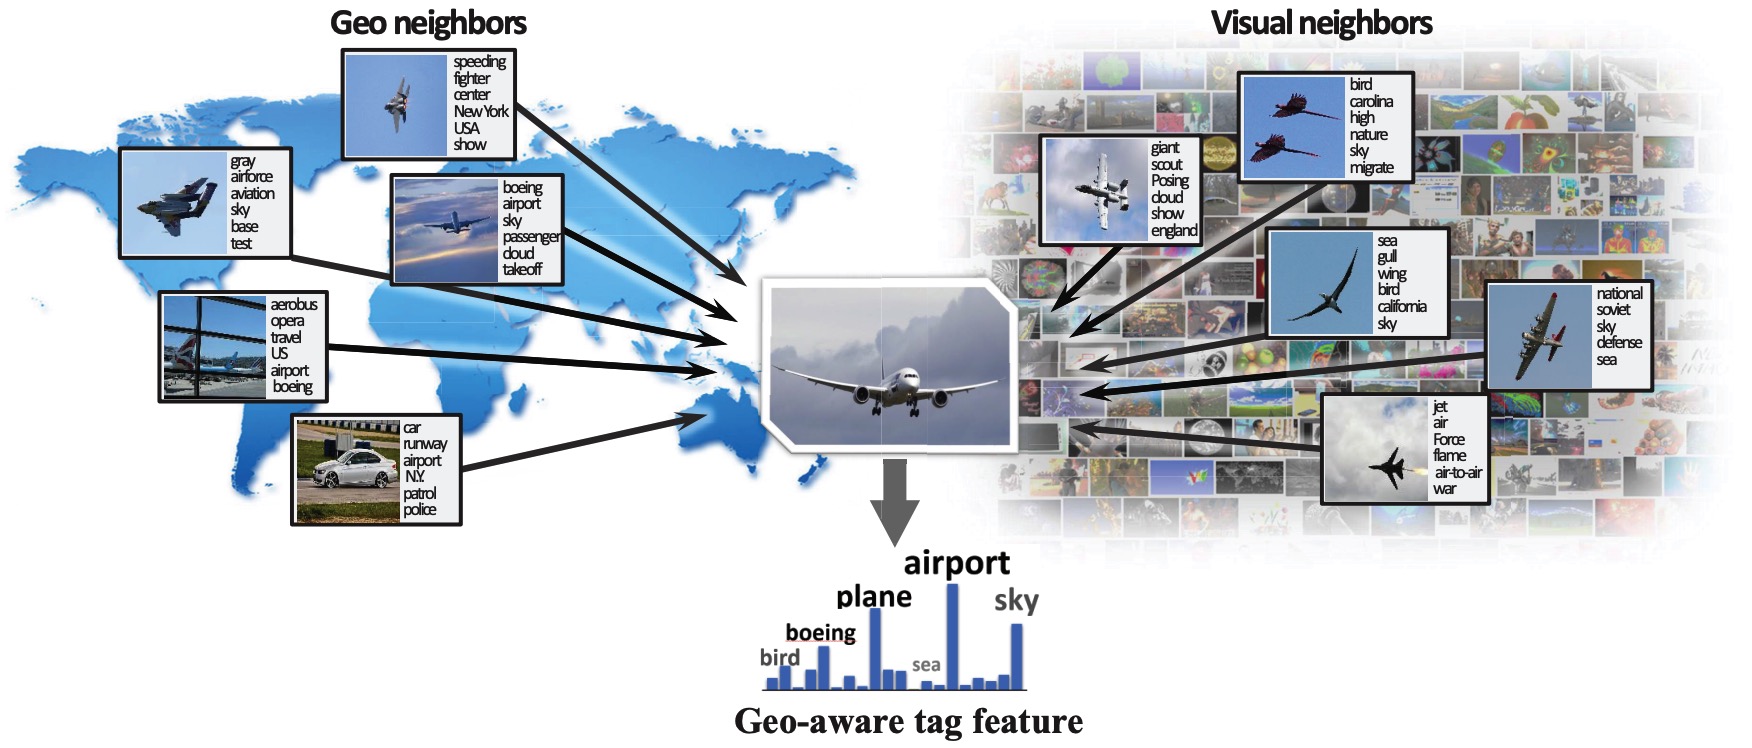 Geo neighbors
Visual neighbors
speeding
fighter
center
New York
USA
show
gray
airforce
aviation
sky
base
test
boeing
airport
sky
passenger
cloud
takeoff
aerobus
opera
travel
US
airport
boeing
car
runway
airport
N.Y.
patrol
police
bird
carolina
high
nature
sky
migrate
giant
scout
Posing
cloud
show
england
sea
gull
wing
bird
california
sky
national
soviet
sky
defense
sea
jet
air
Force
flame
air-to-air
war
airport
plane
sky
boeing
bird
sea
Geo-aware tag feature